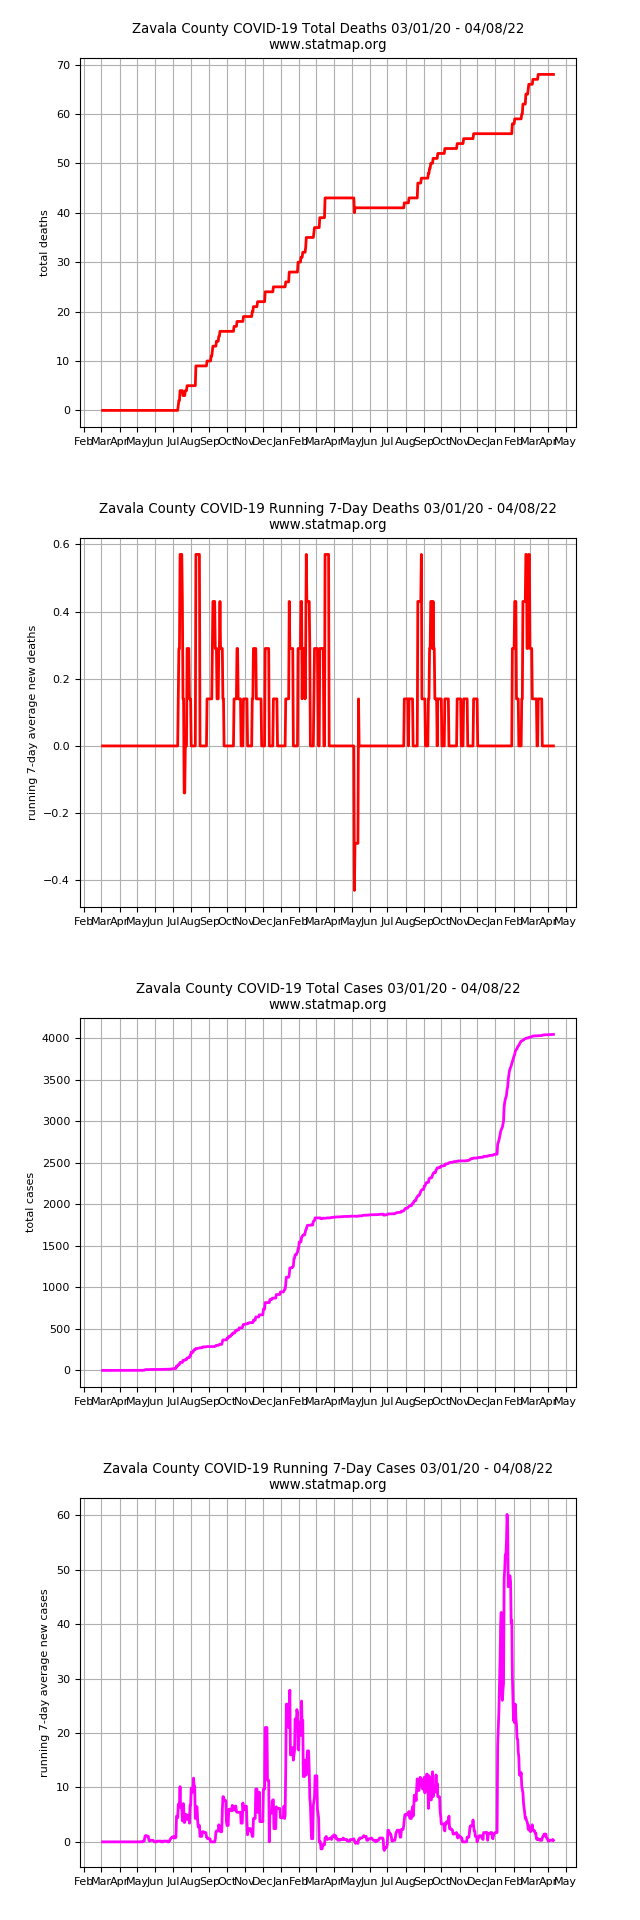 Zavala County COVID-19 Total Deaths 03/01/20 - 04/08/22
www.statmap.org
70
60
50
40
30
20
10
0
total deaths
Feb Mar Apr May Jun Jul Aug Sep Oct Nov Dec Jan Feb Mar Apr May Jun Jul Aug Sep Oct Nov Dec Jan Feb Mar Apr May
Zavala County COVID-19 Running 7-Day Deaths 03/01/20 - 04/08/22
www.statmap.org
0.6
0.4
0.2
0.0
−0.2
−0.4
running 7-day average new deaths
Feb Mar Apr May Jun Jul Aug Sep Oct Nov Dec Jan Feb Mar Apr May Jun Jul Aug Sep Oct Nov Dec Jan Feb Mar Apr May
Zavala County COVID-19 Total Cases 03/01/20 - 04/08/22
www.statmap.org
4000
3500
3000
2500
2000
1500
1000
500
0
total cases
Feb Mar Apr May Jun Jul Aug Sep Oct Nov Dec Jan Feb Mar Apr May Jun Jul Aug Sep Oct Nov Dec Jan Feb Mar Apr May
Zavala County COVID-19 Running 7-Day Cases 03/01/20 - 04/08/22
www.statmap.org
60
50
40
30
20
10
0
running 7-day average new cases
Feb Mar Apr May Jun Jul Aug Sep Oct Nov Dec Jan Feb Mar Apr May Jun Jul Aug Sep Oct Nov Dec Jan Feb Mar Apr May